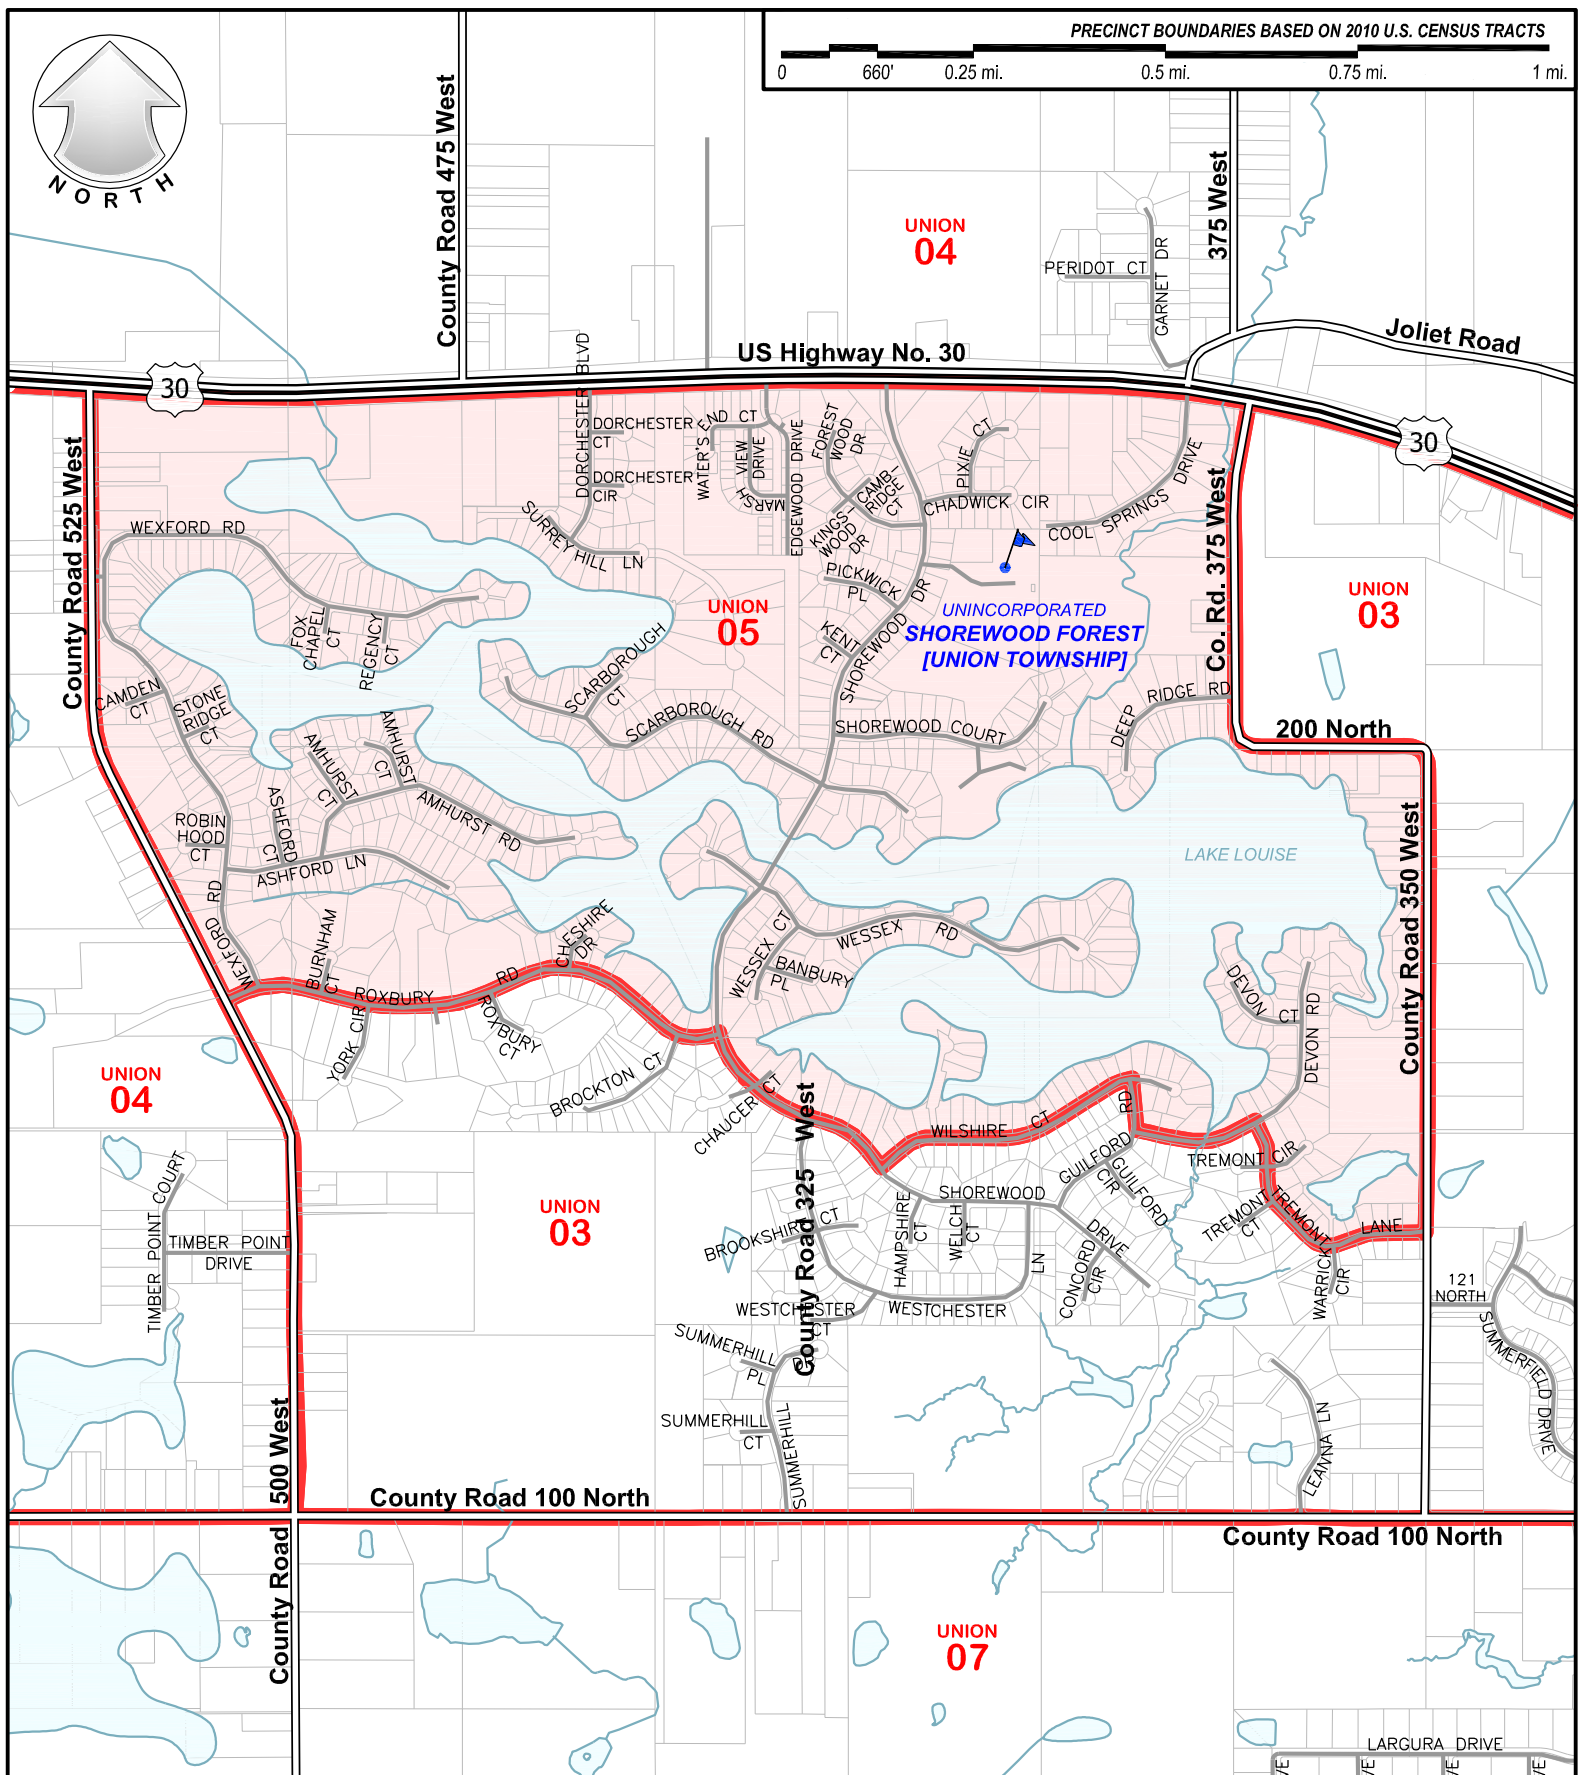 PRECINCT BOUNDARIES BASED ON 2010 U.S. CENSUS TRACTS
0 660' 0.25 mi. 0.5 mi. 0.75 mi. 1 mi.
NORTH
County Road 475 West
375 West
UNION
04
PERIDOT CT
GARNET DR
Joliet Road
US Highway No. 30
30
30
County Road 525 West
DORCHESTER BLVD
DORCHESTER
CT
DORCHESTER
CIR
SURREY HILL LN
WATER'S END CT
VIEW
DRIVE
MARSH
EDGEWOOD DRIVE
FOREST
WOOD
DR
CAMB-
RIDGE
CT
KINGS-
WOOD
DR
PIXIE CT
CHADWICK CIR
COOL SPRINGS DRIVE
PICKWICK
PL
KENT
CT
SHOREWOOD DR
WEXFORD RD
FOX
CHAPEL
CT
REGENCY
CT
UNION
05
UNINCORPORATED
SHOREWOOD FOREST
[UNION TOWNSHIP]
Co. Rd. 375 West
UNION
03
CAMDEN
CT
STONE
RIDGE
CT
SCARBOROUGH
CT
SCARBOROUGH RD
SHOREWOOD COURT
DEEP RIDGE RD
200 North
AMHURST
CT
AMHURST
CT
AMHURST RD
ROBIN
HOOD
CT
ASHFORD
CT
ASHFORD LN
LAKE LOUISE
County Road 350 West
WEXFORD RD
BURNHAM
CT
CHESHIRE
DR
ROXBURY RD
WESSEX CT
WESSEX RD
BANBURY
PL
DEVON
CT
DEVON RD
YORK CIR
ROXBURY
CT
BROCKTON CT
CHAUCER CT
County Road 325 West
WILSHIRE CT
GUILFORD RD
GUILFORD
CIR
TREMONT CIR
TREMONT
CT
TREMONT LANE
WARRICK
CIR
UNION
04
TIMBER POINT COURT
TIMBER POINT
DRIVE
UNION
03
BROOKSHIRE CT
HAMPSHIRE
CT
WELCH
CT
SHOREWOOD DRIVE
CONCORD
CIR
WESTCHESTER LN
WESTCHESTER
CT
SUMMERHILL
PL
SUMMERHILL
CT
SUMMERHILL
DR
121
NORTH
SUMMERFIELD DRIVE
LEANNA LN
County Road 500 West
County Road 100 North
County Road 100 North
UNION
07
LARGURA DRIVE